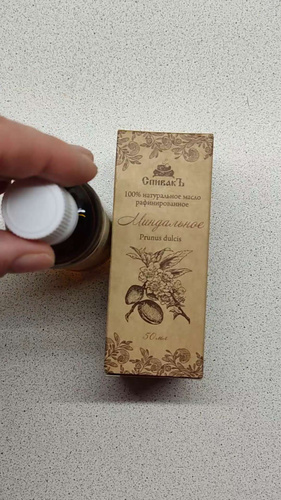 СпивакЪ
100% натуральное масло
рафинированное
Миндальное
Prunus dulcis
50 мл